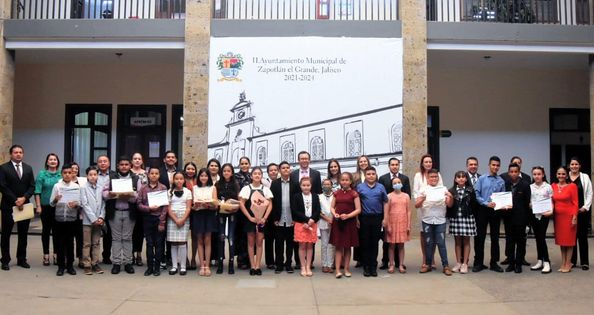 H. Ayuntamiento Municipal de
Zapotlán el Grande, Jalisco
2021-2024